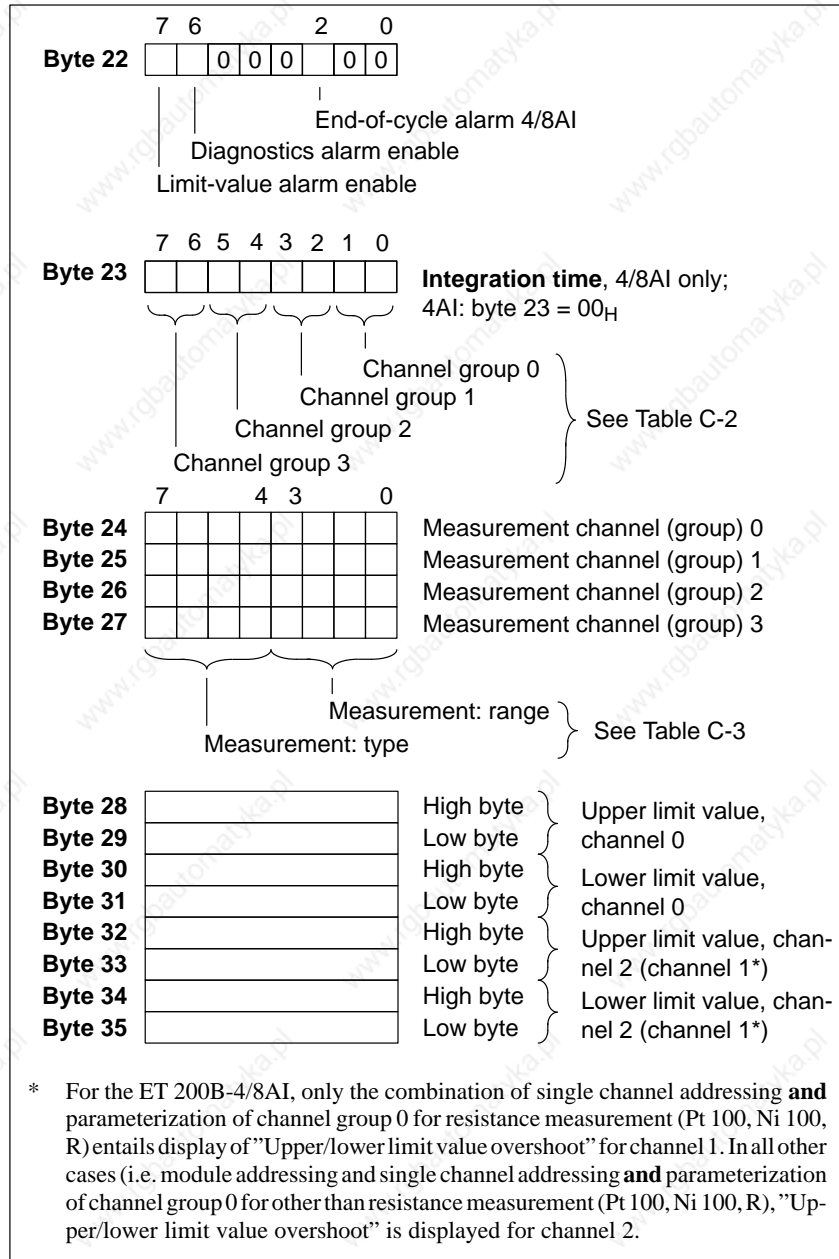 7 6 2 0
Byte 22 0 0 0 0 0
End-of-cycle alarm 4/8AI
Diagnostics alarm enable
Limit-value alarm enable
7 6 5 4 3 2 1 0
Byte 23
Integration time, 4/8AI only;
4AI: byte 23 = 00H
Channel group 0
Channel group 1
Channel group 2
Channel group 3
See Table C-2
7 4 3 0
Byte 24 Measurement channel (group) 0
Byte 25 Measurement channel (group) 1
Byte 26 Measurement channel (group) 2
Byte 27 Measurement channel (group) 3
Measurement: range
Measurement: type
See Table C-3
Byte 28 High byte
Byte 29 Low byte
Upper limit value,
channel 0
Byte 30 High byte
Byte 31 Low byte
Lower limit value,
channel 0
Byte 32 High byte
Byte 33 Low byte
Upper limit value, chan-
nel 2 (channel 1*)
Byte 34 High byte
Byte 35 Low byte
Lower limit value, chan-
nel 2 (channel 1*)
* For the ET 200B-4/8AI, only the combination of single channel addressing and
parameterization of channel group 0 for resistance measurement (Pt 100, Ni 100,
R) entails display of ”Upper/lower limit value overshoot” for channel 1. In all other
cases (i.e. module addressing and single channel addressing and parameterization
of channel group 0 for other than resistance measurement (Pt 100, Ni 100, R), ”Up-
per/lower limit value overshoot” is displayed for channel 2.
www.rgbautomatyka.pl